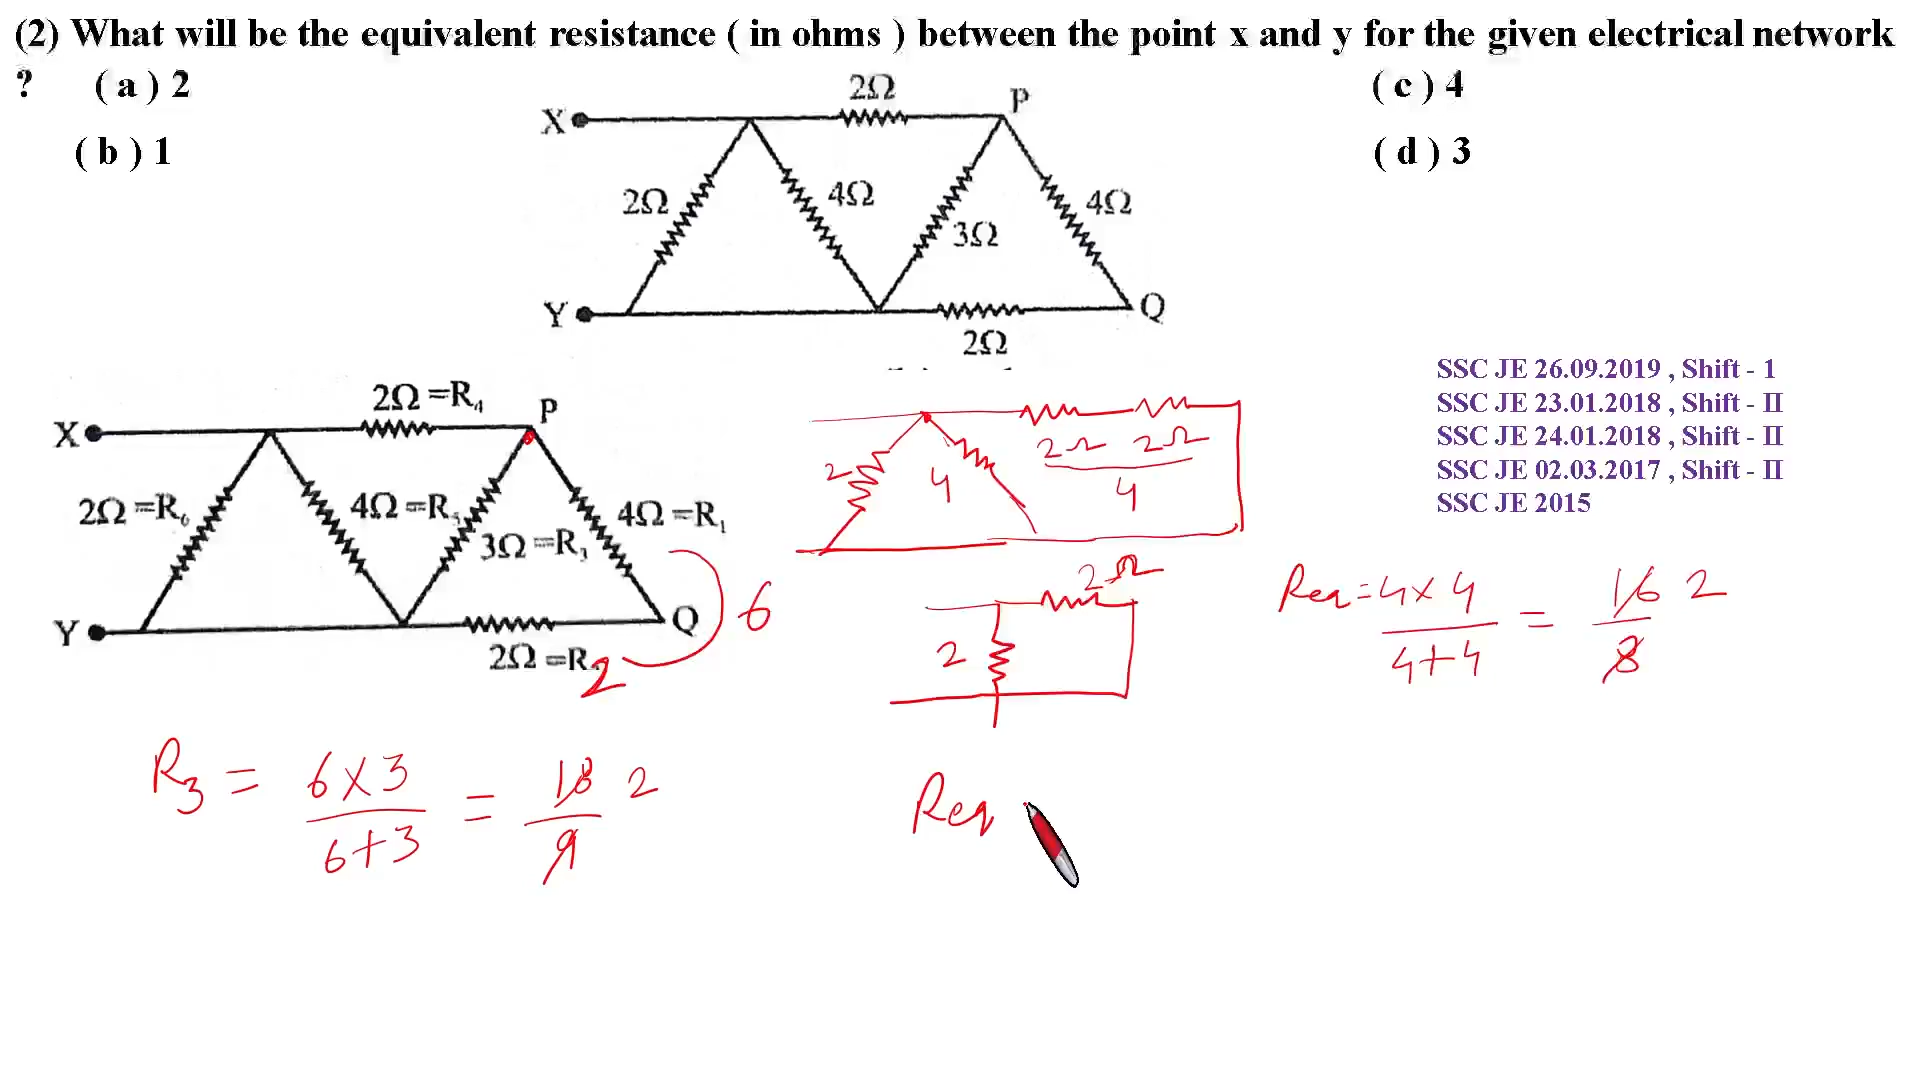 (2) What will be the equivalent resistance ( in ohms ) between the point x and y for the given electrical network
? ( a ) 2 ( c ) 4
( b ) 1 ( d ) 3
2Ω
X P
2Ω 4Ω 3Ω 4Ω
Y Q
2Ω
SSC JE 26.09.2019 , Shift - 1
SSC JE 23.01.2018 , Shift - II
SSC JE 24.01.2018 , Shift - II
SSC JE 02.03.2017 , Shift - II
SSC JE 2015
2Ω =R4 P
X
2Ω =R6 4Ω =R5 3Ω =R3 4Ω =R1
Y Q
2Ω =R2
6
2Ω 2Ω
2 4 4
2Ω
2
Req = 4 x 4 / 4+4 = 16 / 8 2
R3 = 6 x 3 / 6+3 = 18 / 9 2
Req